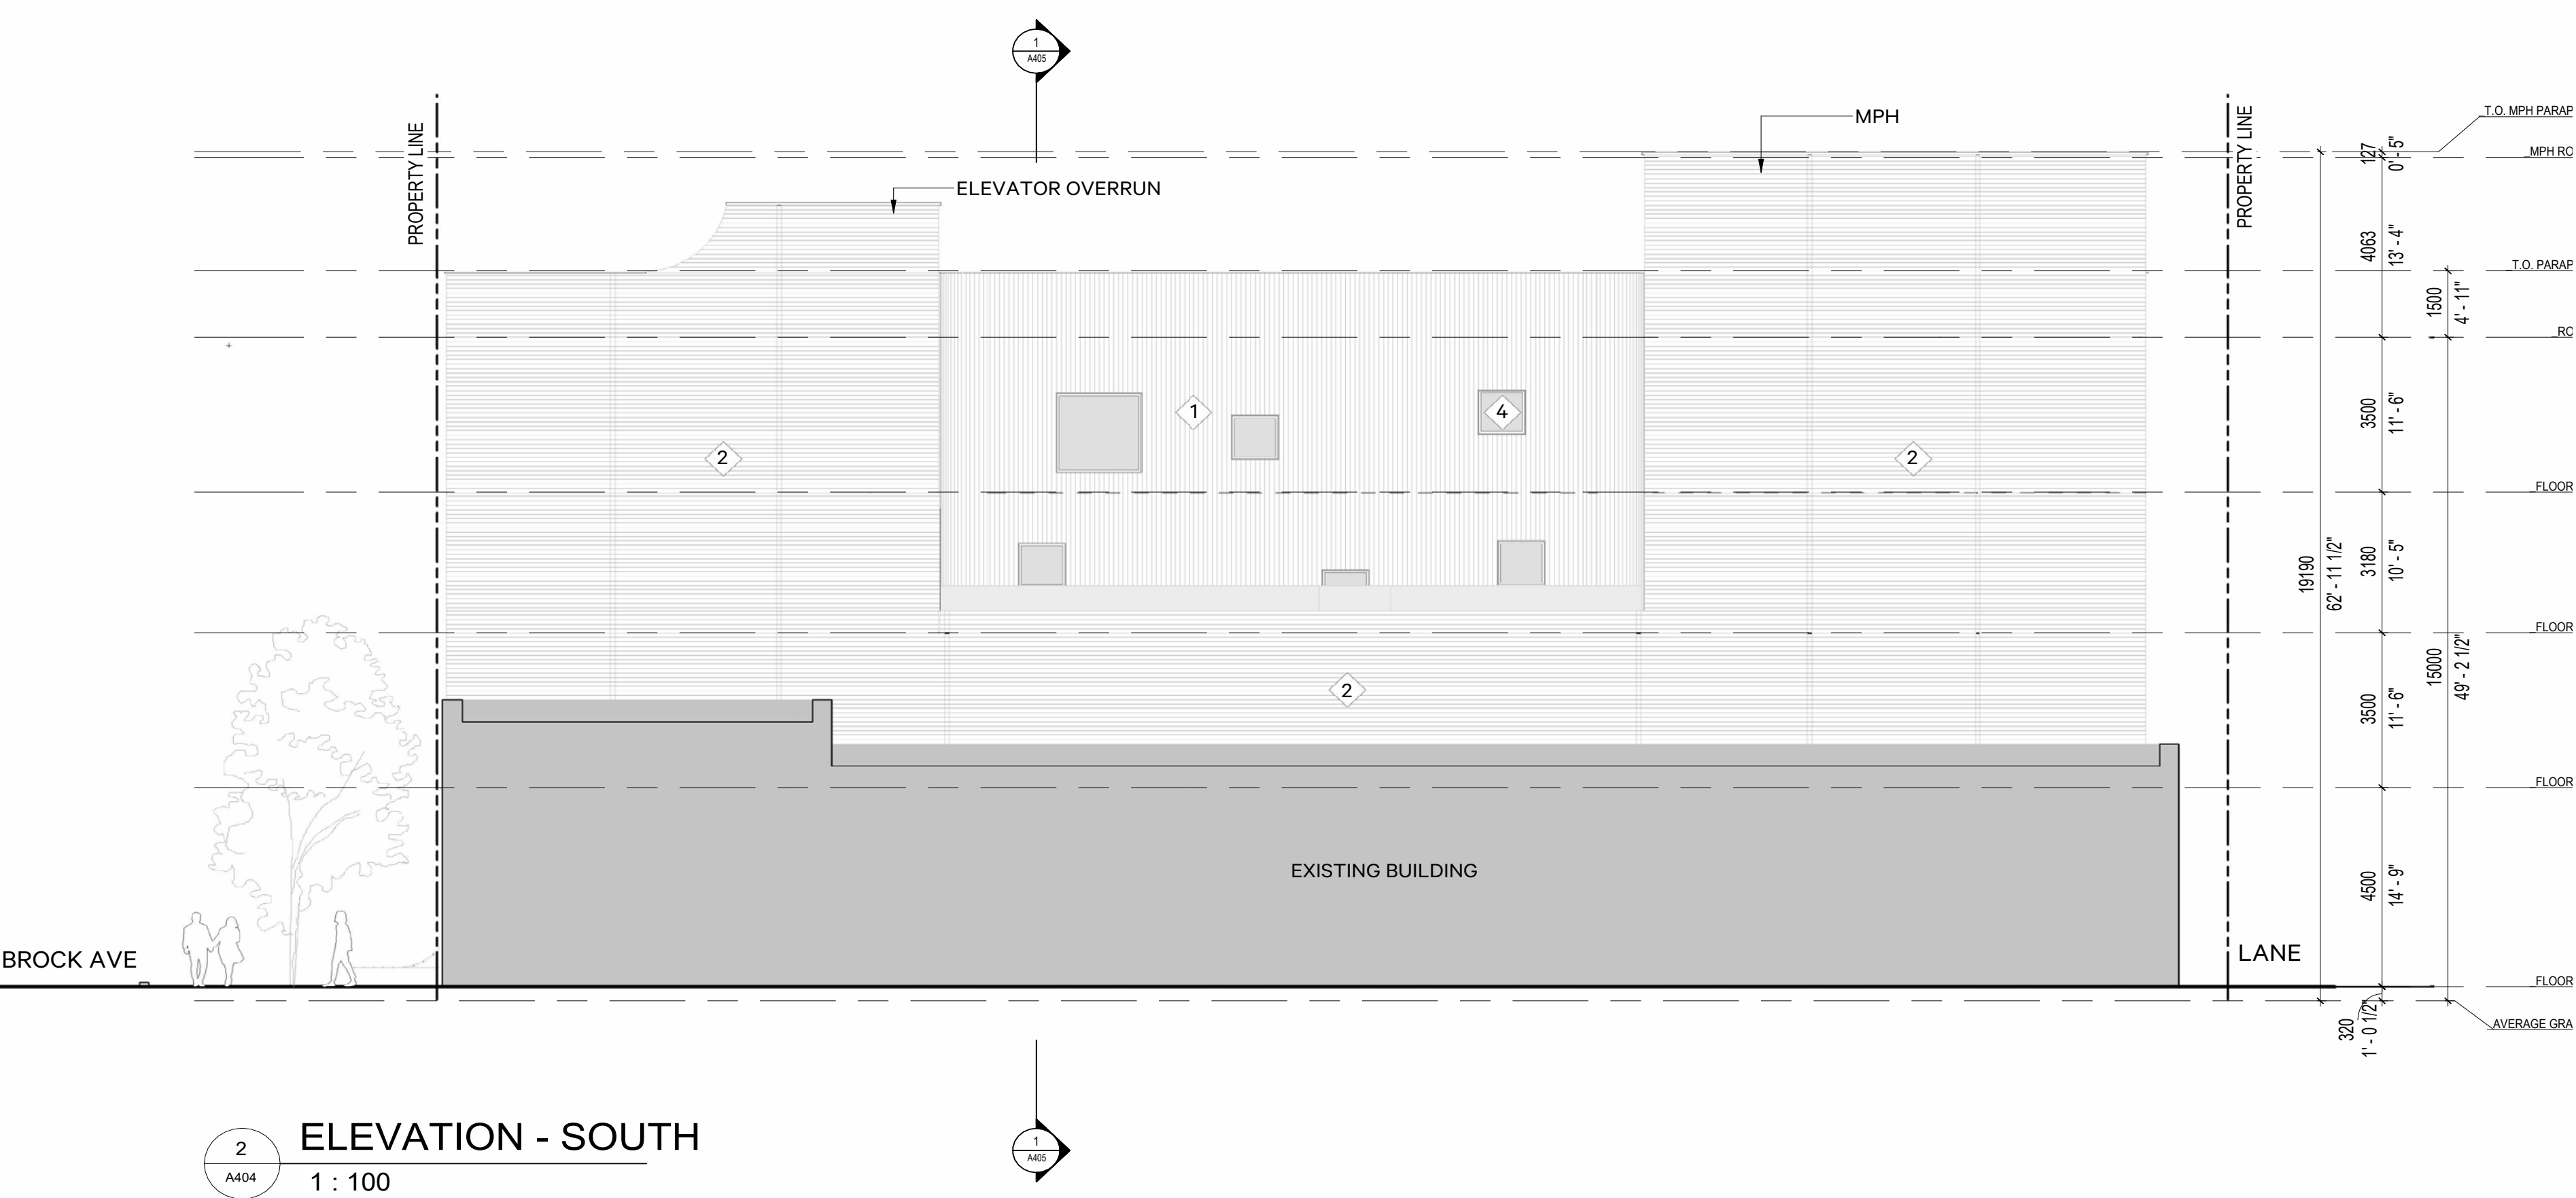 1
A405
PROPERTY LINE
PROPERTY LINE
MPH
ELEVATOR OVERRUN
T.O. MPH PARAP
MPH RO
T.O. PARAP
RO
FLOOR
FLOOR
FLOOR
FLOOR
AVERAGE GRA
127
0' - 5"
4063
13' - 4"
1500
4' - 11"
3500
11' - 6"
3180
10' - 5"
19190
62' - 11 1/2"
15000
49' - 2 1/2"
3500
11' - 6"
4500
14' - 9"
320
1' - 0 1/2"
1
4
2
2
2
EXISTING BUILDING
BROCK AVE
LANE
2
A404
ELEVATION - SOUTH
1 : 100
1
A405